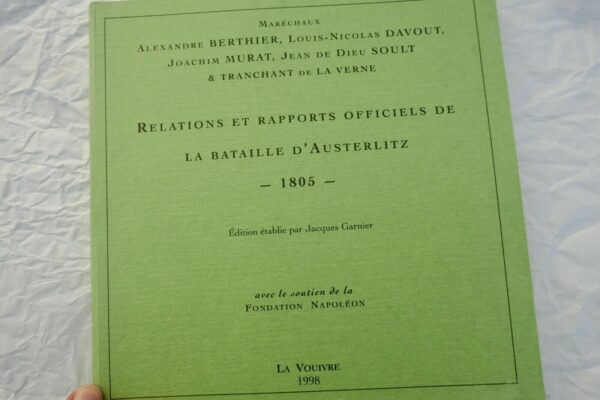 Maréchaux
Alexandre BERTHIER, Louis-Nicolas DAVOUT,
Joachim MURAT, Jean de Dieu SOULT
& TRANCHANT de LA VERNE
Relations et rapports officiels de
la bataille d'Austerlitz
– 1805 –
Édition établie par Jacques Garnier
avec le soutien de la
Fondation Napoléon
La Vouivre
1998